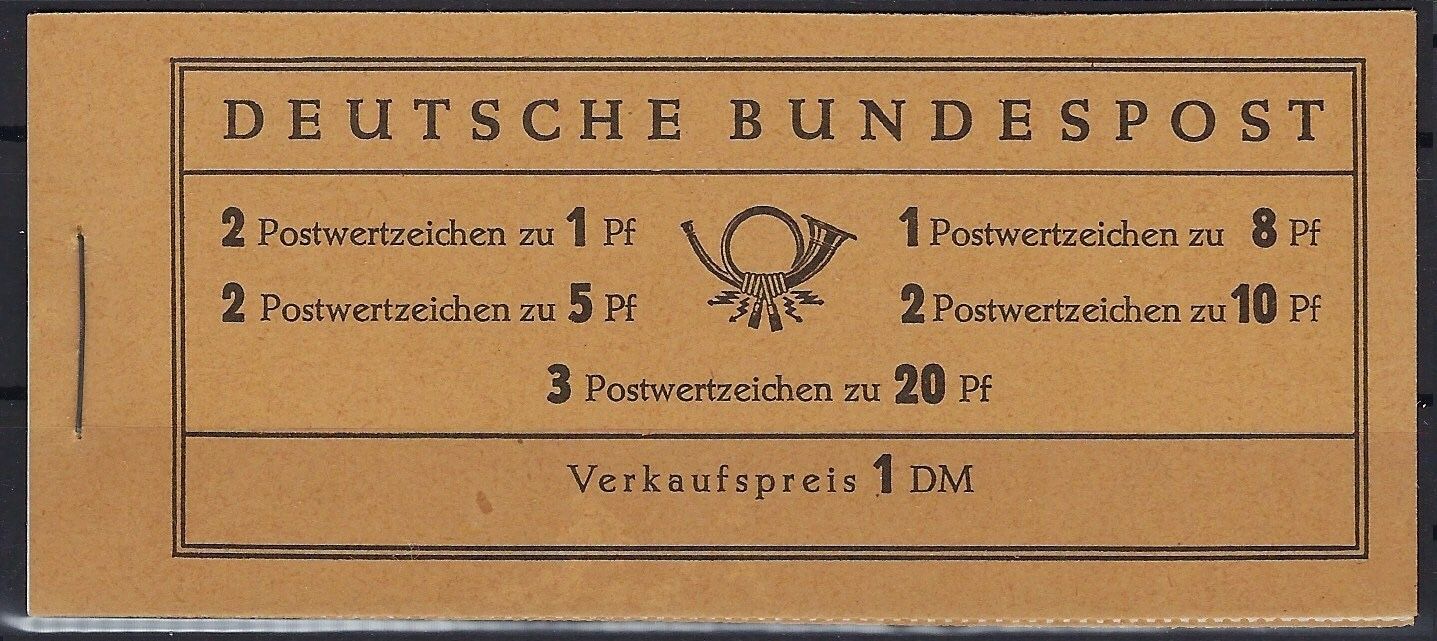 DEUTSCHE BUNDESPOST
2 Postwertzeichen zu 1 Pf
1 Postwertzeichen zu 8 Pf
2 Postwertzeichen zu 5 Pf
2 Postwertzeichen zu 10 Pf
3 Postwertzeichen zu 20 Pf
Verkaufspreis 1 DM